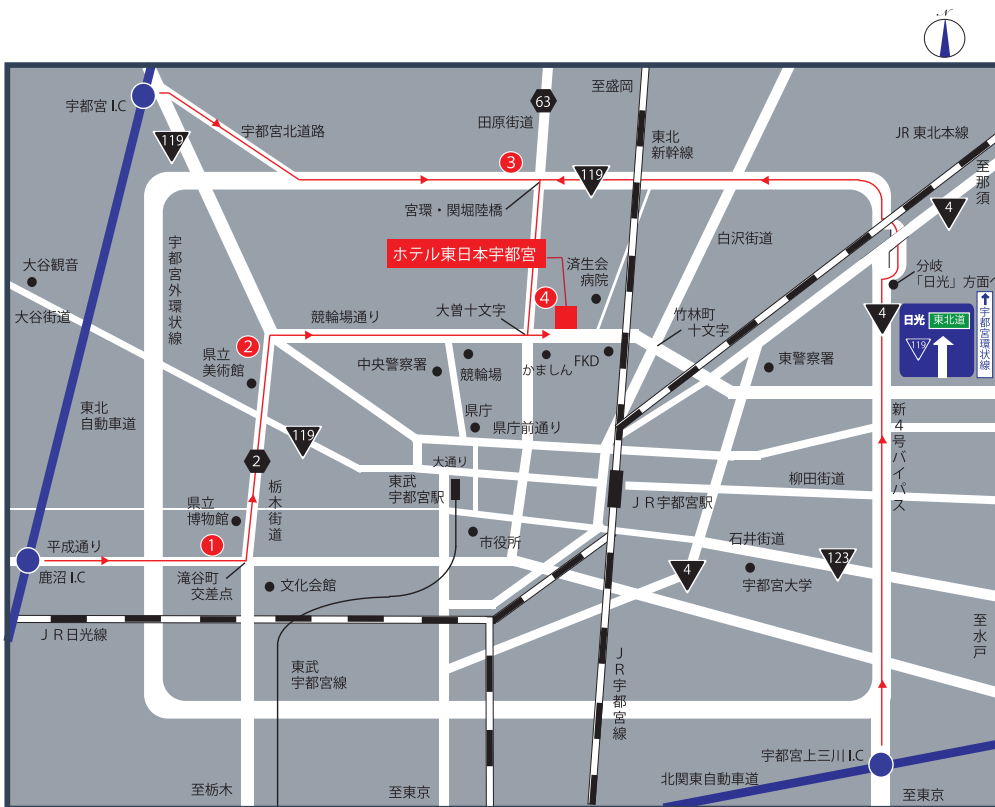 N
宇都宮 I.C
宇都宮北道路
119
63
田原街道
至盛岡
東北
新幹線
JR 東北本線
至那須
4
3
119
宮環・関堀陸橋
白沢街道
宇都宮外環状線
大谷観音
大谷街道
ホテル東日本宇都宮
済生会
病院
4
分岐
「日光」方面へ
4
日光
東北道
119
↑宇都宮環状線
競輪場通り
大曽十文字
竹林町
十文字
2
県立
美術館
中央警察署
競輪場
かましん
FKD
東警察署
東北
自動車道
県庁
県庁前通り
119
新4号バイパス
2
大通り
東武
宇都宮駅
栃木街道
柳田街道
JR宇都宮駅
県立
博物館
市役所
石井街道
1
平成通り
鹿沼 I.C
滝谷町
交差点
文化会館
4
宇都宮大学
123
JR日光線
至水戸
東武
宇都宮線
JR宇都宮線
宇都宮上三川 I.C
北関東自動車道
至栃木
至東京
至東京